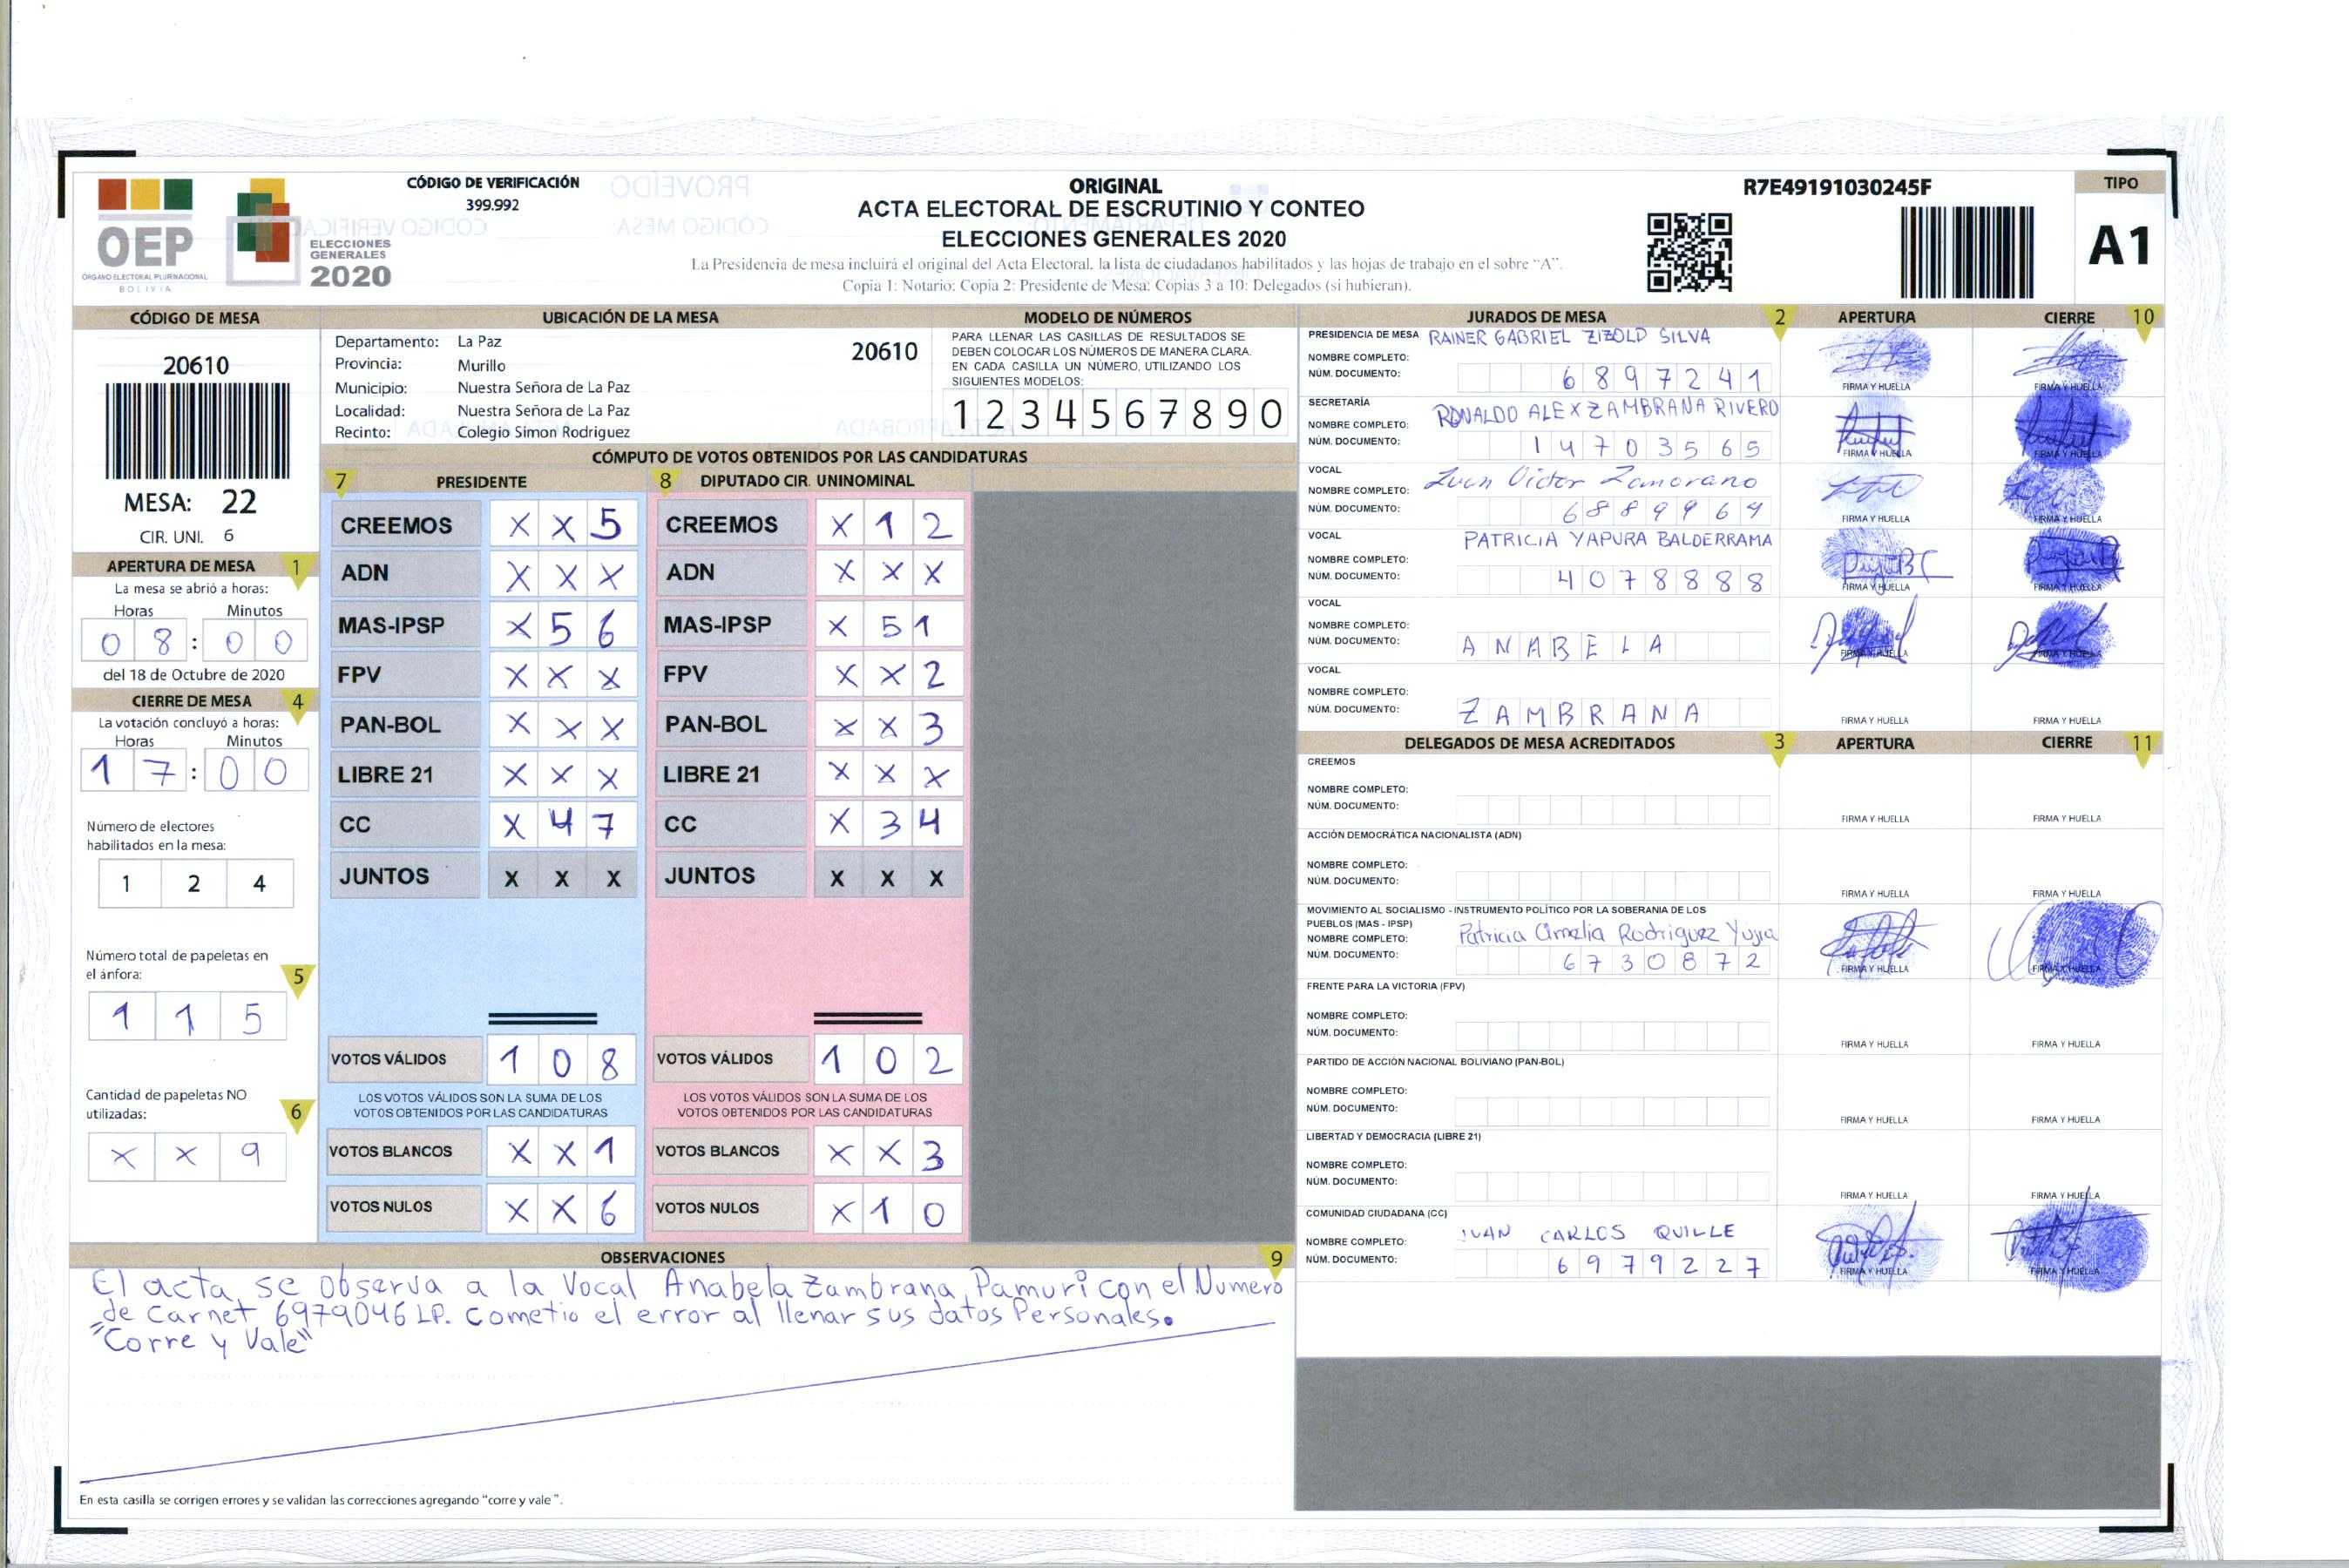 CÓDIGO DE VERIFICACIÓN
399.992
OEP
ÓRGANO ELECTORAL PLURINACIONAL
BOLIVIA
ELECCIONES
GENERALES
2020
ORIGINAL
ACTA ELECTORAL DE ESCRUTINIO Y CONTEO
ELECCIONES GENERALES 2020
La Presidencia de mesa incluirá el original del Acta Electoral, la lista de ciudadanos habilitados y las hojas de trabajo en el sobre "A".
Copia 1: Notario; Copia 2: Presidente de Mesa; Copias 3 a 10: Delegados (si hubieran).
R7E49191030245F
TIPO
A1
CÓDIGO DE MESA
20610
MESA: 22
CIR. UNI. 6
UBICACIÓN DE LA MESA
Departamento: La Paz
20610
Provincia: Murillo
Municipio: Nuestra Señora de La Paz
Localidad: Nuestra Señora de La Paz
Recinto: Colegio Simon Rodriguez
MODELO DE NÚMEROS
PARA LLENAR LAS CASILLAS DE RESULTADOS SE
DEBEN COLOCAR LOS NÚMEROS DE MANERA CLARA.
EN CADA CASILLA UN NÚMERO, UTILIZANDO LOS
SIGUIENTES MODELOS:
1 2 3 4 5 6 7 8 9 0
APERTURA DE MESA 1
La mesa se abrió a horas:
Horas Minutos
0 8 : 0 0
del 18 de Octubre de 2020
CIERRE DE MESA 4
La votación concluyó a horas:
Horas Minutos
1 7 : 0 0
Número de electores
habilitados en la mesa:
1 2 4
Número total de papeletas en
el ánfora: 5
1 1 5
Cantidad de papeletas NO
utilizadas: 6
X X 9
CÓMPUTO DE VOTOS OBTENIDOS POR LAS CANDIDATURAS
7 PRESIDENTE
CREEMOS X X 5
ADN X X X
MAS-IPSP X 5 6
FPV X X X
PAN-BOL X X X
LIBRE 21 X X X
CC X 4 7
JUNTOS X X X
VOTOS VÁLIDOS 1 0 8
LOS VOTOS VÁLIDOS SON LA SUMA DE LOS
VOTOS OBTENIDOS POR LAS CANDIDATURAS
VOTOS BLANCOS X X 1
VOTOS NULOS X X 6
8 DIPUTADO CIR. UNINOMINAL
CREEMOS X 1 2
ADN X X X
MAS-IPSP X 5 1
FPV X X 2
PAN-BOL X X 3
LIBRE 21 X X X
CC X 3 4
JUNTOS X X X
VOTOS VÁLIDOS 1 0 2
LOS VOTOS VÁLIDOS SON LA SUMA DE LOS
VOTOS OBTENIDOS POR LAS CANDIDATURAS
VOTOS BLANCOS X X 3
VOTOS NULOS X 1 0
OBSERVACIONES 9
El acta, se observa a la Vocal Anabela Zambrana Pamuri con el Numero
de Carnet 6979046 LP. Cometio el error al llenar sus datos Personales.
"Corre y Vale"
En esta casilla se corrigen errores y se validan las correcciones agregando "corre y vale".
JURADOS DE MESA 2 APERTURA CIERRE 10
PRESIDENCIA DE MESA RAINER GABRIEL ZIZOLD SILVA
NOMBRE COMPLETO:
NÚM. DOCUMENTO: 6 8 9 7 2 4 1
FIRMA Y HUELLA FIRMA Y HUELLA
SECRETARÍA
NOMBRE COMPLETO: RONALDO ALEX ZAMBRANA RIVERO
NÚM. DOCUMENTO: 1 4 7 0 3 5 6 5
FIRMA Y HUELLA FIRMA Y HUELLA
VOCAL
NOMBRE COMPLETO: Juan Victor Zamorano
NÚM. DOCUMENTO: 6 8 8 9 9 6 9
FIRMA Y HUELLA FIRMA Y HUELLA
VOCAL PATRICIA YAPURA BALDERRAMA
NOMBRE COMPLETO:
NÚM. DOCUMENTO: 4 0 7 8 8 8 8
FIRMA Y HUELLA FIRMA Y HUELLA
VOCAL
NOMBRE COMPLETO:
NÚM. DOCUMENTO: A N A B E L A
FIRMA Y HUELLA FIRMA Y HUELLA
VOCAL
NOMBRE COMPLETO:
NÚM. DOCUMENTO: Z A M B R A N A
FIRMA Y HUELLA FIRMA Y HUELLA
DELEGADOS DE MESA ACREDITADOS 3 APERTURA CIERRE 11
CREEMOS
NOMBRE COMPLETO:
NÚM. DOCUMENTO:
FIRMA Y HUELLA FIRMA Y HUELLA
ACCIÓN DEMOCRÁTICA NACIONALISTA (ADN)
NOMBRE COMPLETO:
NÚM. DOCUMENTO:
FIRMA Y HUELLA FIRMA Y HUELLA
MOVIMIENTO AL SOCIALISMO - INSTRUMENTO POLÍTICO POR LA SOBERANIA DE LOS
PUEBLOS (MAS - IPSP)
NOMBRE COMPLETO: Patricia Amalia Rodriguez Yujra
NÚM. DOCUMENTO: 6 7 3 0 8 7 2
FIRMA Y HUELLA FIRMA Y HUELLA
FRENTE PARA LA VICTORIA (FPV)
NOMBRE COMPLETO:
NÚM. DOCUMENTO:
FIRMA Y HUELLA FIRMA Y HUELLA
PARTIDO DE ACCIÓN NACIONAL BOLIVIANO (PAN-BOL)
NOMBRE COMPLETO:
NÚM. DOCUMENTO:
FIRMA Y HUELLA FIRMA Y HUELLA
LIBERTAD Y DEMOCRACIA (LIBRE 21)
NOMBRE COMPLETO:
NÚM. DOCUMENTO:
FIRMA Y HUELLA FIRMA Y HUELLA
COMUNIDAD CIUDADANA (CC)
NOMBRE COMPLETO: JUAN CARLOS QUILLE
NÚM. DOCUMENTO: 6 9 7 9 2 2 7
FIRMA Y HUELLA FIRMA Y HUELLA